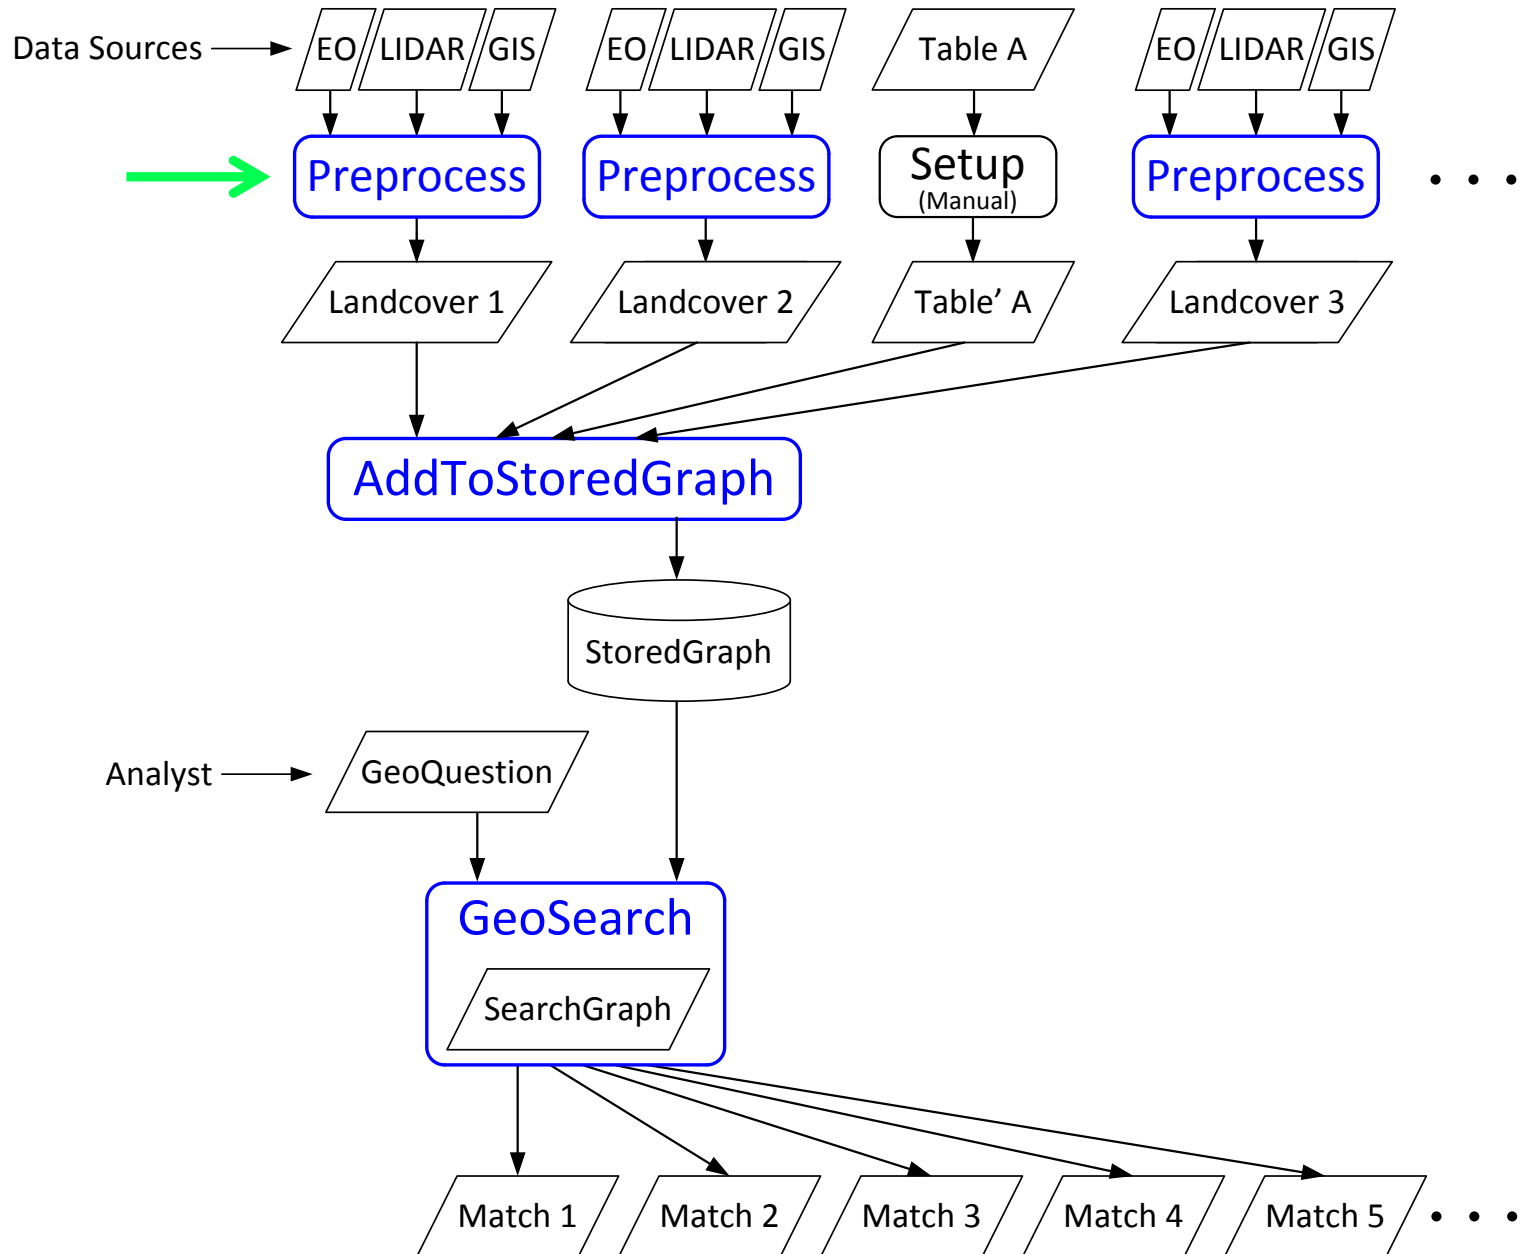 Data Sources
EO LIDAR GIS
EO LIDAR GIS
Table A
EO LIDAR GIS
Preprocess
Preprocess
Setup
(Manual)
Preprocess
. . .
Landcover 1
Landcover 2
Table’ A
Landcover 3
AddToStoredGraph
StoredGraph
Analyst
GeoQuestion
GeoSearch
SearchGraph
Match 1
Match 2
Match 3
Match 4
Match 5
. . .